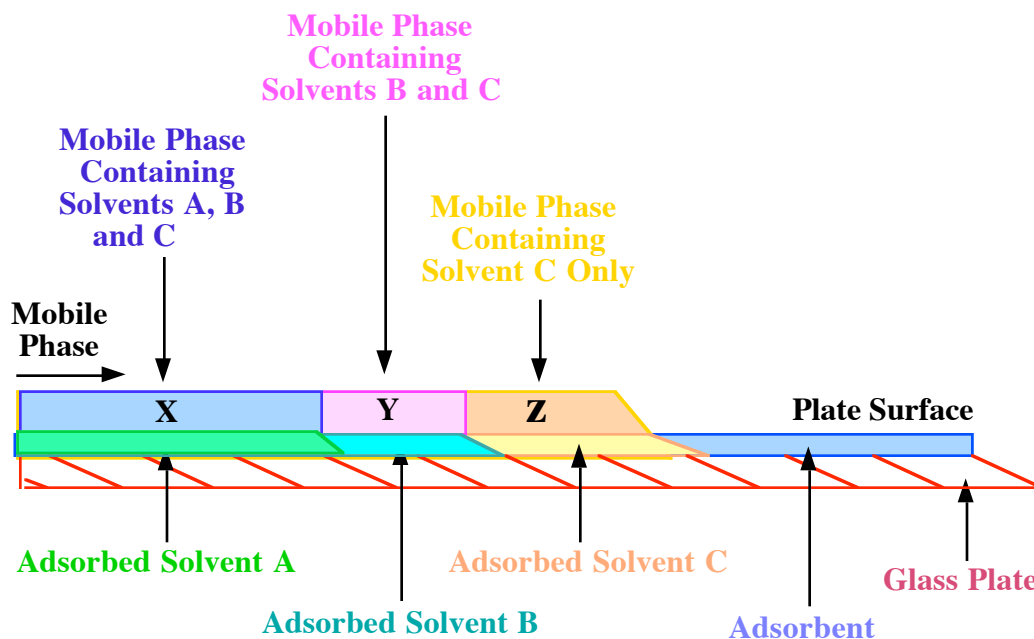 Mobile Phase
Containing
Solvents B and C
Mobile Phase
Containing
Solvents A, B
and C
Mobile Phase
Containing
Solvent C Only
Mobile
Phase
X
Y
Z
Plate Surface
Adsorbed Solvent A
Adsorbed Solvent B
Adsorbed Solvent C
Adsorbent
Glass Plate